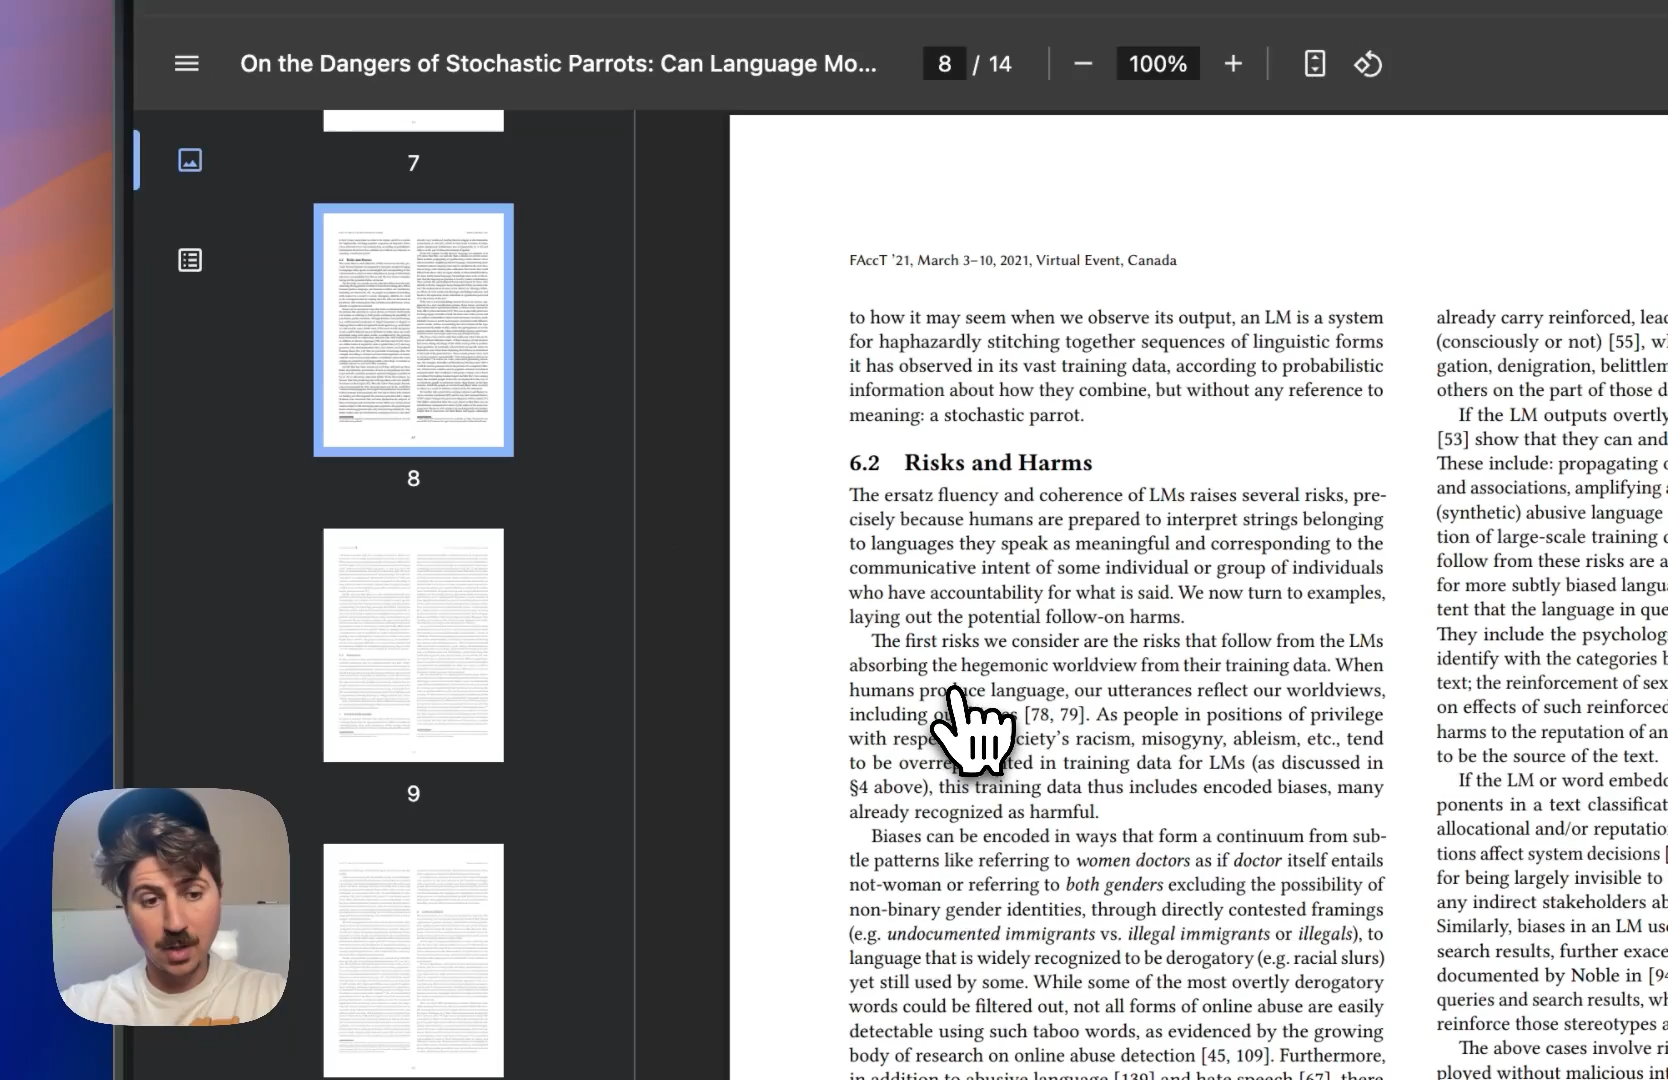 On the Dangers of Stochastic Parrots: Can Language Mo...
8 / 14
100%
7
8
9
FAccT ’21, March 3–10, 2021, Virtual Event, Canada
to how it may seem when we observe its output, an LM is a system
for haphazardly stitching together sequences of linguistic forms
it has observed in its vast training data, according to probabilistic
information about how they combine, but without any reference to
meaning: a stochastic parrot.
6.2 Risks and Harms
The ersatz fluency and coherence of LMs raises several risks, pre-
cisely because humans are prepared to interpret strings belonging
to languages they speak as meaningful and corresponding to the
communicative intent of some individual or group of individuals
who have accountability for what is said. We now turn to examples,
laying out the potential follow-on harms.
The first risks we consider are the risks that follow from the LMs
absorbing the hegemonic worldview from their training data. When
humans produce language, our utterances reflect our worldviews,
including [78, 79]. As people in positions of privilege
with ciety’s racism, misogyny, ableism, etc., tend
to be in training data for LMs (as discussed in
§4 above), this training data thus includes encoded biases, many
already recognized as harmful.
Biases can be encoded in ways that form a continuum from sub-
tle patterns like referring to women doctors as if doctor itself entails
not-woman or referring to both genders excluding the possibility of
non-binary gender identities, through directly contested framings
(e.g. undocumented immigrants vs. illegal immigrants or illegals), to
language that is widely recognized to be derogatory (e.g. racial slurs)
yet still used by some. While some of the most overtly derogatory
words could be filtered out, not all forms of online abuse are easily
detectable using such taboo words, as evidenced by the growing
body of research on online abuse detection [45, 109]. Furthermore,
in addition to abusive language [139] and hate speech [67], there
already carry reinforced, lead
(consciously or not) [55], w
gation, denigration, belittlem
others on the part of those d
If the LM outputs overtly
[53] show that they can and
These include: propagating
and associations, amplifying a
(synthetic) abusive language
tion of large-scale training
follow from these risks are a
for more subtly biased langu
tent that the language in que
They include the psycholog
identify with the categories b
text; the reinforcement of sex
on effects of such reinforced
harms to the reputation of an
to be the source of the text.
If the LM or word embedd
ponents in a text classificat
allocational and/or reputatio
tions affect system decisions [
for being largely invisible to
any indirect stakeholders ab
Similarly, biases in an LM use
search results, further exace
documented by Noble in [94
queries and search results, wh
reinforce those stereotypes a
The above cases involve ri
ployed without malicious int